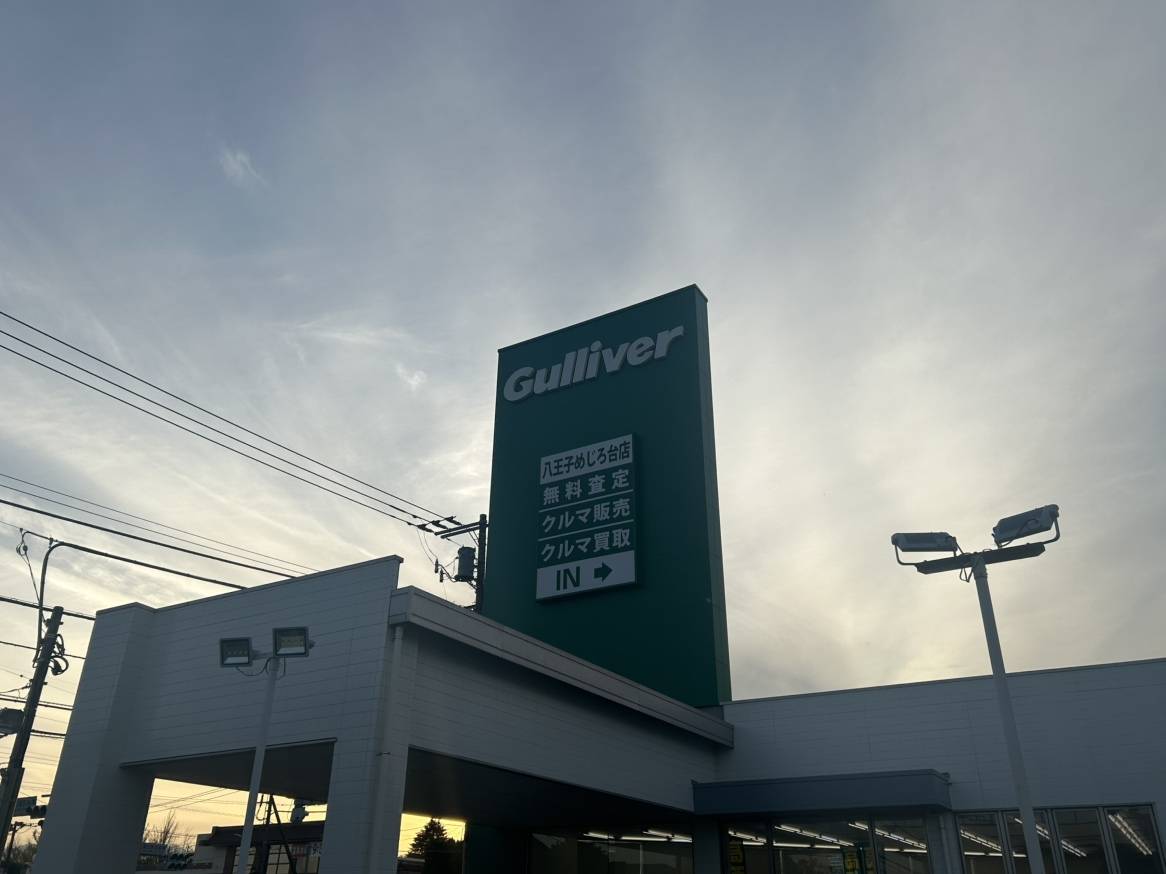 Gulliver
八王子めじろ台店
無料査定
クルマ販売
クルマ買取
IN →